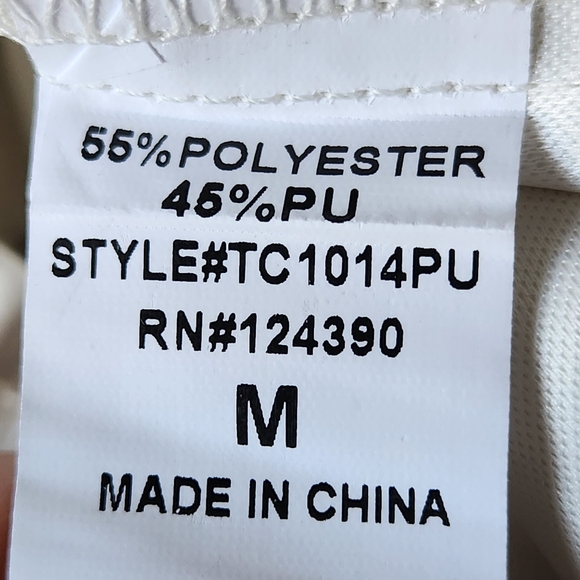 55%POLYESTER
45%PU
STYLE#TC1014PU
RN#124390
M
MADE IN CHINA